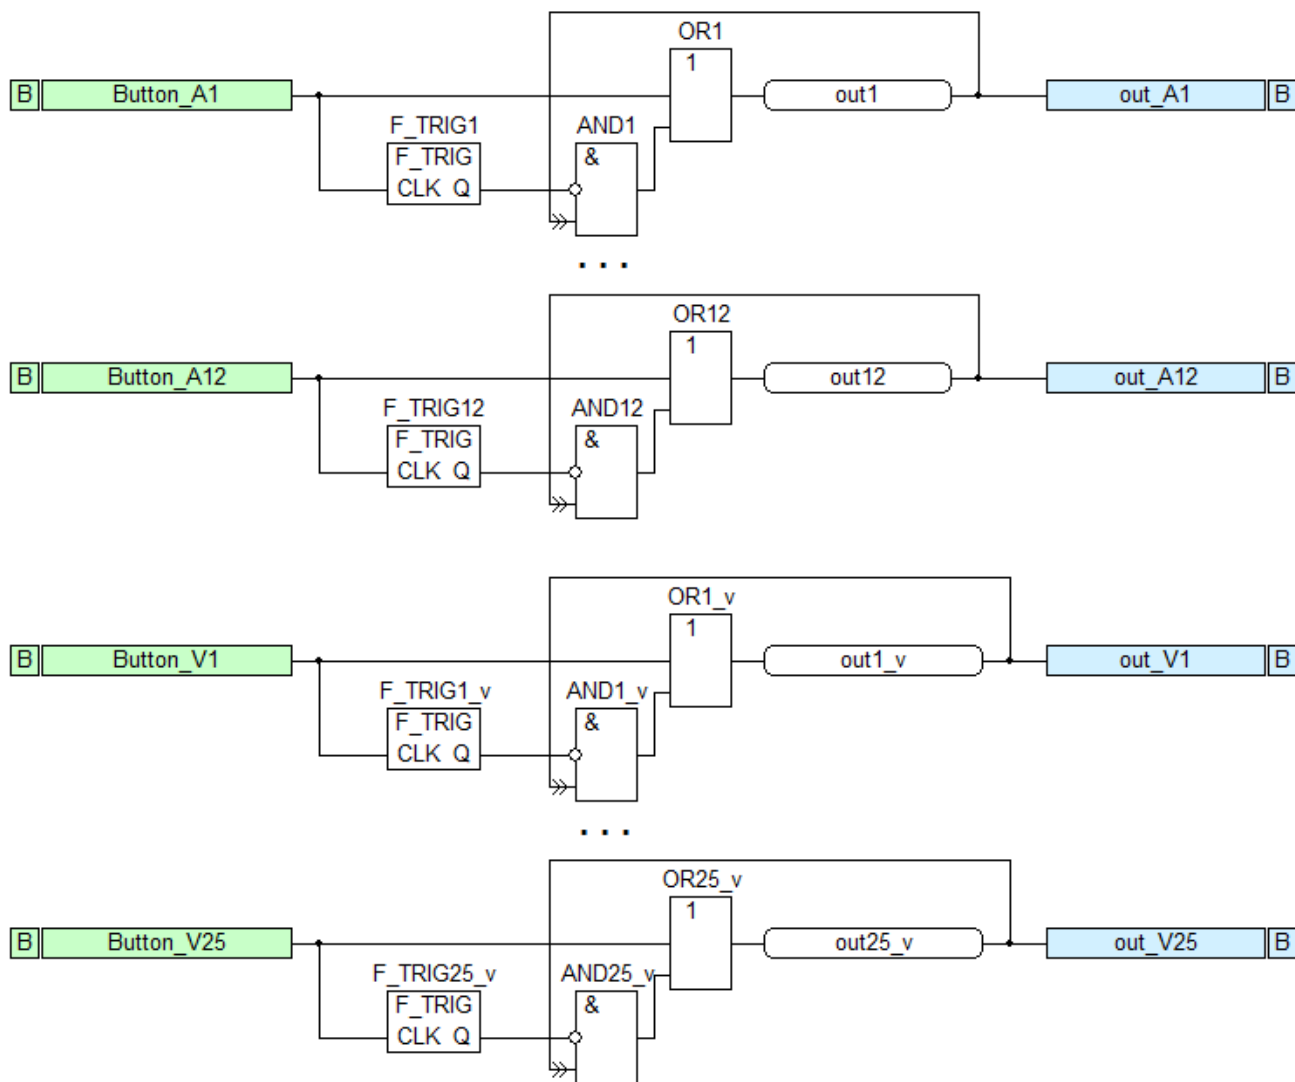 OR1
1
B Button_A1 out1 out_A1 B
F_TRIG1 AND1
F_TRIG &
CLK Q
...
OR12
1
B Button_A12 out12 out_A12 B
F_TRIG12 AND12
F_TRIG &
CLK Q
OR1_v
1
B Button_V1 out1_v out_V1 B
F_TRIG1_v AND1_v
F_TRIG &
CLK Q
...
OR25_v
1
B Button_V25 out25_v out_V25 B
F_TRIG25_v AND25_v
F_TRIG &
CLK Q